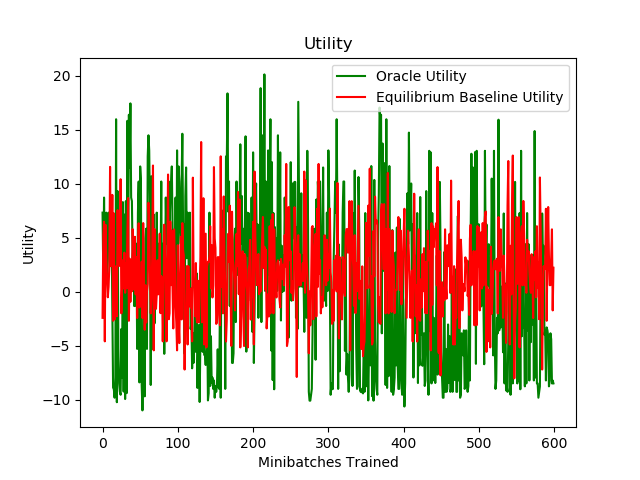 Utility
Oracle Utility
Equilibrium Baseline Utility
Utility
20
15
10
5
0
−5
−10
0 100 200 300 400 500 600
Minibatches Trained